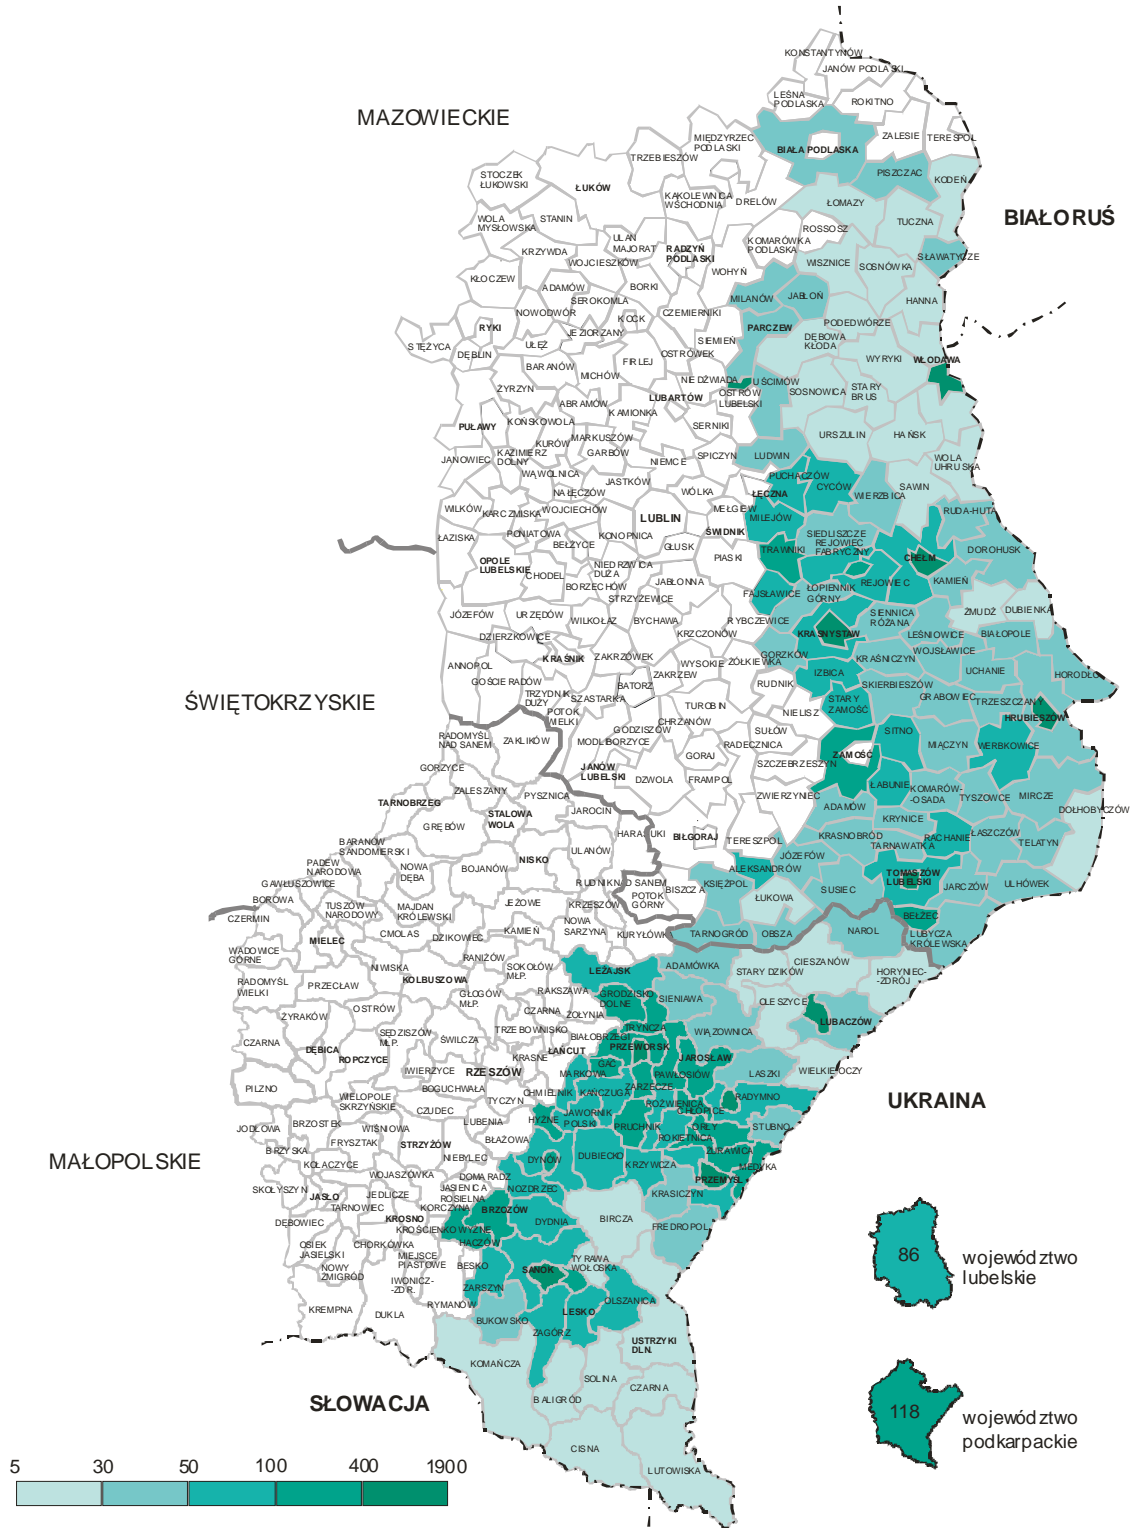 KONSTANTYNÓW
JANÓW PODLASKI
LEŚNA
PODLASKA
ROKITNO
MAZOWIECKIE
MIĘDZYRZEC
PODLASKI
ZALESIE
TERESPOL
BIAŁA PODLASKA
TRZEBIESZÓW
STOCZEK
ŁUKOWSKI
ŁUKÓW
PISZCZAC
KODEŃ
KĄKOLEWNICA
WSCHODNIA
DRELÓW
ŁOMAZY
WOLA
MYSŁOWSKA
STANIN
TUCZNA
BIAŁORUŚ
ROSSOSZ
ULAN
MAJORAT
KOMARÓWKA
PODLASKA
KRZYWDA
WOJCIESZKÓW
RADZYŃ
PODLASKI
WISZNICE
SOSNÓWKA
SŁAWATYCZE
KŁOCZEW
WOHYŃ
ADAMÓW
BORKI
MILANÓW
JABŁOŃ
HANNA
SEROKOMLA
NOWODWÓR
KOCK
CZEMIERNIKI
RYKI
JEZIORZANY
PARCZEW
PODEDWÓRZE
STĘŻYCA
DĘBLIN
UŁĘŻ
SIEMIEŃ
DĘBOWA
KŁODA
BARANÓW
FIRLEJ
OSTRÓWEK
WYRYKI
WŁODAWA
MICHÓW
ŻYRZYN
NIEDŹWIADA
UŚCIMÓW
OSTRÓW
LUBELSKI
SOSNOWICA
STARY
BRUS
LUBARTÓW
ABRAMÓW
KAMIONKA
PUŁAWY
KOŃSKOWOLA
SERNIKI
URSZULIN
HAŃSK
KURÓW
MARKUSZÓW
JANOWIEC
KAZIMIERZ
DOLNY
GARBÓW
NIEMCE
SPICZYN
LUDWIN
WOLA
UHRUSKA
WĄWOLNICA
JASTKÓW
PUCHACZÓW
CYCÓW
SAWIN
NAŁĘCZÓW
WÓLKA
ŁĘCZNA
WIERZBICA
WILKÓW
KARCZMISKA
WOJCIECHÓW
LUBLIN
MEŁGIEW
MILEJÓW
RUDA-HUTA
ŁAZISKA
PONIATOWA
KONOPNICA
ŚWIDNIK
SIEDLISZCZE
REJOWIEC
FABRYCZNY
BEŁŻYCE
GŁUSK
TRAWNIKI
CHEŁM
DOROHUSK
OPOLE
LUBELSKIE
PIASKI
NIEDRZWICA
DUŻA
CHODEL
BORZECHÓW
JABŁONNA
REJOWIEC
KAMIEŃ
STRZYŻEWICE
FAJSŁAWICE
ŁOPIENNIK
GÓRNY
JÓZEFÓW
URZĘDÓW
WILKOŁAZ
BYCHAWA
RYBCZEWICE
SIENNICA
RÓŻANA
ŻMUDŹ
DUBIENKA
DZIERZKOWICE
KRZCZONÓW
KRASNYSTAW
LEŚNIOWICE
BIAŁOPOLE
KRAŚNIK
ZAKRZÓWEK
WYSOKIE
ŻÓŁKIEWKA
GORZKÓW
KRAŚNICZYN
WOJSŁAWICE
ANNOPOL
GOŚCIERADÓW
ZAKRZEW
RUDNIK
IZBICA
UCHANIE
HORODŁO
TRZYDNIK
DUŻY
SZASTARKA
BATORZ
SKIERBIESZÓW
GRABOWIEC
TRZESZCZANY
ŚWIĘTOKRZYSKIE
POTOK
WIELKI
TUROBIN
NIELISZ
STARY
ZAMOŚĆ
HRUBIESZÓW
CHRZANÓW
GODZISZÓW
SUŁÓW
SITNO
RADOMYŚL
NAD SANEM
ZAKLIKÓW
MODLIBORZYCE
RADECZNICA
MIĄCZYN
WERBKOWICE
GORAJ
ZAMOŚĆ
SZCZEBRZESZYN
GORZYCE
JANÓW
LUBELSKI
DZWOLA
FRAMPOL
ŁABUNIE
ZALESZANY
PYSZNICA
ZWIERZYNIEC
KOMARÓW-
-OSADA
TYSZOWCE
MIRCZE
TARNOBRZEG
JAROCIN
ADAMÓW
DOŁHOBYCZÓW
STALOWA
WOLA
GRĘBÓW
KRYNICE
HARASIUKI
BIŁGORAJ
TERESZPOL
KRASNOBRÓD
RACHANIE
ŁASZCZÓW
BARANÓW
SANDOMIERSKI
ULANÓW
TARNAWATKA
TELATYN
PADEW
NARODOWA
NISKO
JÓZEFÓW
NOWA
DĘBA
BOJANÓW
ALEKSANDRÓW
TOMASZÓW
LUBELSKI
GAWŁUSZOWICE
RUDNIK NAD SANEM
BISZCZA
KSIĘŻPOL
SUSIEC
JARCZÓW
ULHÓWEK
BOROWA
POTOK
GÓRNY
ŁUKOWA
TUSZÓW
NARODOWY
MAJDAN
KRÓLEWSKI
JEŻOWE
KRZESZÓW
CZERMIN
NOWA
SARZYNA
BEŁŻEC
CMOLAS
DZIKOWIEC
KAMIEŃ
KURYŁÓWKA
TARNOGRÓD
OBSZA
NAROL
LUBYCZA
KRÓLEWSKA
MIELEC
WADOWICE
GÓRNE
RANIŻÓW
NIWISKA
SOKOŁÓW
MŁP.
LEŻAJSK
ADAMÓWKA
CIESZANÓW
STARY DZIKÓW
HORYNIEC-
-ZDRÓJ
RADOMYŚL
WIELKI
PRZECŁAW
KOLBUSZOWA
RAKSZAWA
GŁOGÓW
MŁP.
GRODZISKO
DOLNE
SIENIAWA
OLESZYCE
OSTRÓW
CZARNA
ŻOŁYNIA
ŻYRAKÓW
LUBACZÓW
TRYŃCZA
WIĄZOWNICA
SĘDZISZÓW
MŁP.
TRZEBOWNISKO
BIAŁOBRZEGI
CZARNA
ŚWILCZA
PRZEWORSK
DĘBICA
ŁAŃCUT
JAROSŁAW
ROPCZYCE
KRASNE
GAĆ
IWIERZYCE
RZESZÓW
MARKOWA
PAWŁOSIÓW
LASZKI
WIELKIE OCZY
PILZNO
BOGUCHWAŁA
CHMIELNIK
KAŃCZUGA
ZARZECZE
RADYMNO
WIELOPOLE
SKRZYŃSKIE
TYCZYN
ROŹWIENICA
CHŁOPICE
UKRAINA
CZUDEC
LUBENIA
HYŻNE
JAWORNIK
POLSKI
PRUCHNIK
ORŁY
STUBNO
JODŁOWA
BRZOSTEK
WIŚNIOWA
BŁAŻOWA
ROKIETNICA
FRYSZTAK
STRZYŻÓW
BRZYSKA
NIEBYLEC
DYNÓW
DUBIECKO
KRZYWCZA
ŻURAWICA
MEDYKA
MAŁOPOLSKIE
KOŁACZYCE
WOJASZÓWKA
DOMARADZ
PRZEMYŚL
SKOŁYSZYN
JASŁO
JEDLICZE
JASIENICA
ROSIELNA
NOZDRZEC
KRASICZYN
TARNOWIEC
KORCZYNA
BRZOZÓW
DĘBOWIEC
KROSNO
DYDNIA
BIRCZA
FREDROPOL
KROŚCIENKO WYŻNE
OSIEK
JASIELSKI
CHORKÓWKA
HACZÓW
MIEJSCE
PIASTOWE
BESKO
TYRAWA
WOŁOSKA
86
województwo
lubelskie
NOWY
ŻMIGRÓD
SANOK
IWONICZ-
-ZDR.
ZARSZYN
KREMPNA
RYMANÓW
OLSZANICA
DUKLA
LESKO
BUKOWSKO
ZAGÓRZ
USTRZYKI
DLN.
KOMAŃCZA
SOLINA
CZARNA
SŁOWACJA
BALIGRÓD
118
województwo
podkarpackie
CISNA
LUTOWISKA
5 30 50 100 400 1900